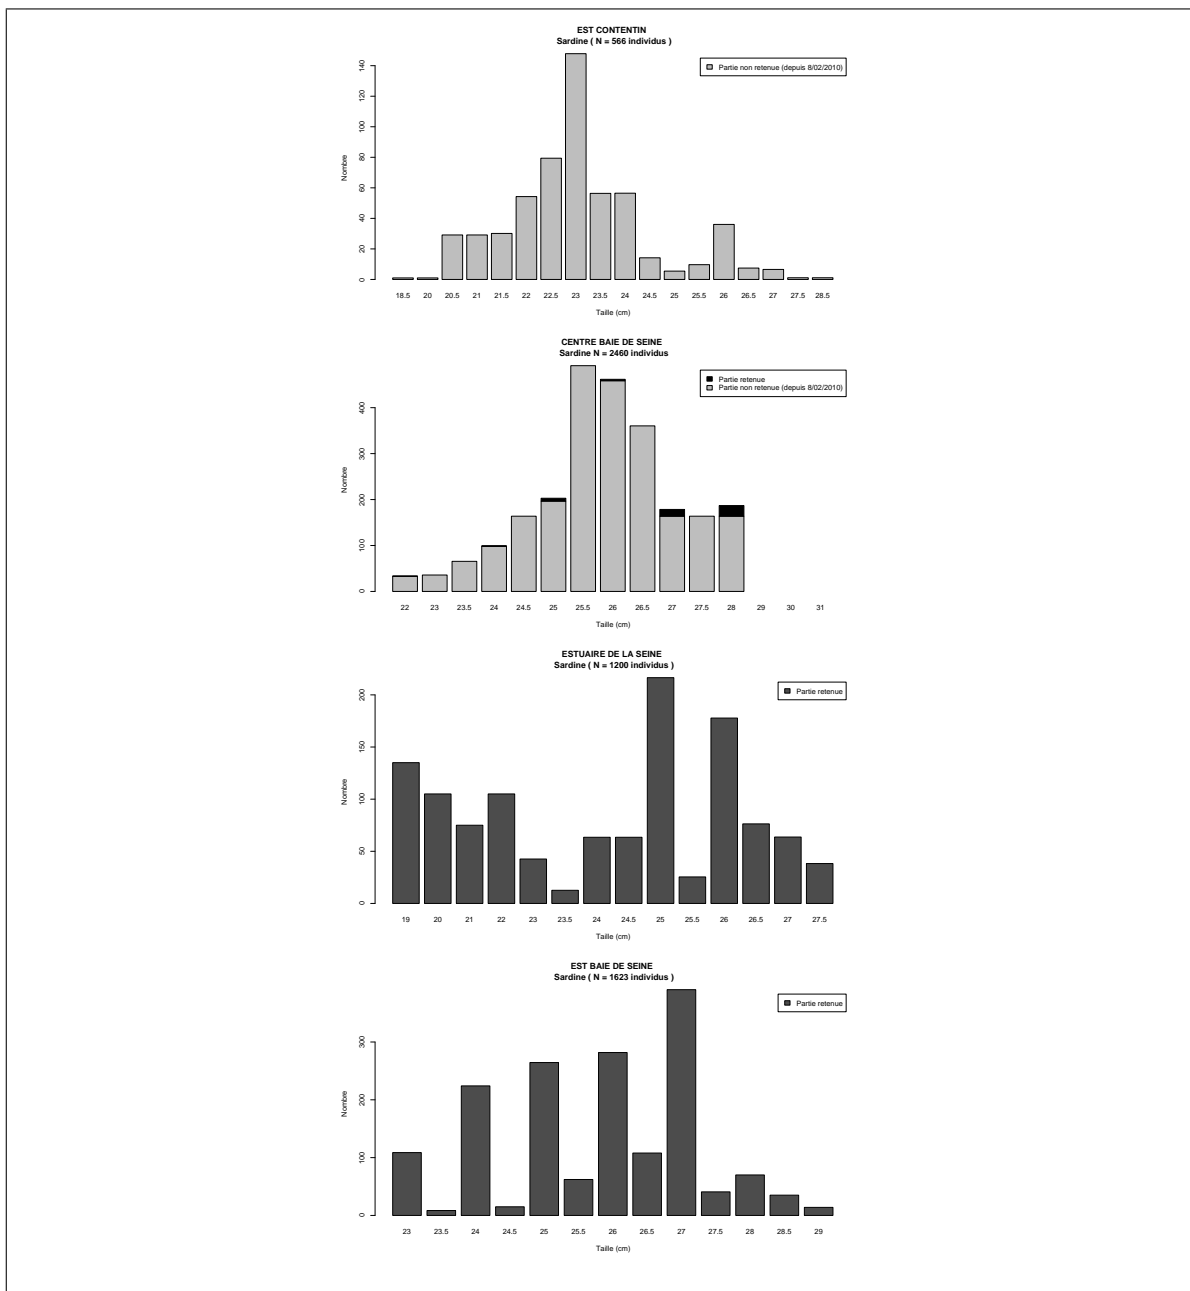 EST CONTENTIN
Sardine ( N = 566 individus )
Partie non retenue (depuis 8/02/2010)
Nombre
0 20 40 60 80 100 120 140
18.5 20 20.5 21 21.5 22 22.5 23 23.5 24 24.5 25 25.5 26 26.5 27 27.5 28.5
Taille (cm)
CENTRE BAIE DE SEINE
Sardine N = 2460 individus
Partie retenue
Partie non retenue (depuis 8/02/2010)
Nombre
0 100 200 300 400
22 23 23.5 24 24.5 25 25.5 26 26.5 27 27.5 28 29 30 31
Taille (cm)
ESTUAIRE DE LA SEINE
Sardine ( N = 1200 individus )
Partie retenue
Nombre
0 50 100 150 200
19 20 21 22 23 23.5 24 24.5 25 25.5 26 26.5 27 27.5
Taille (cm)
EST BAIE DE SEINE
Sardine ( N = 1623 individus )
Partie retenue
Nombre
0 100 200 300
23 23.5 24 24.5 25 25.5 26 26.5 27 27.5 28 28.5 29
Taille (cm)